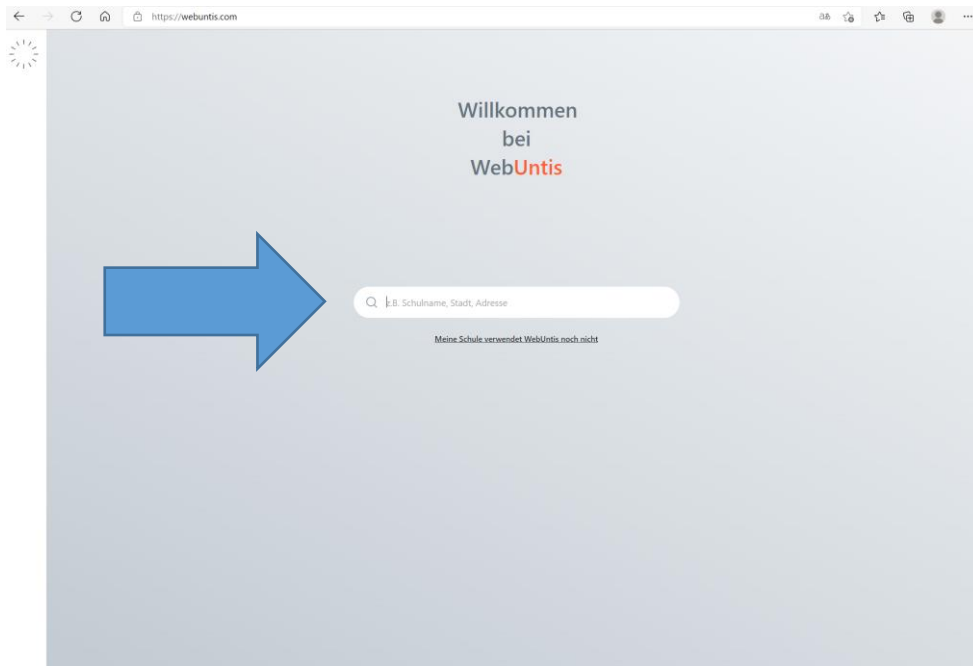 https://webuntis.com
Willkommen
bei
WebUntis
z.B. Schulname, Stadt, Adresse
Meine Schule verwendet WebUntis noch nicht